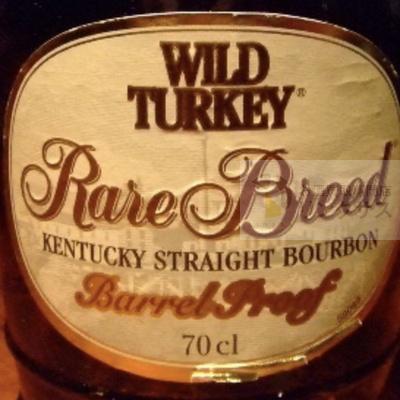 WILD
TURKEY®
Rare Breed
KENTUCKY STRAIGHT BOURBON
Barrel Proof
70 cl